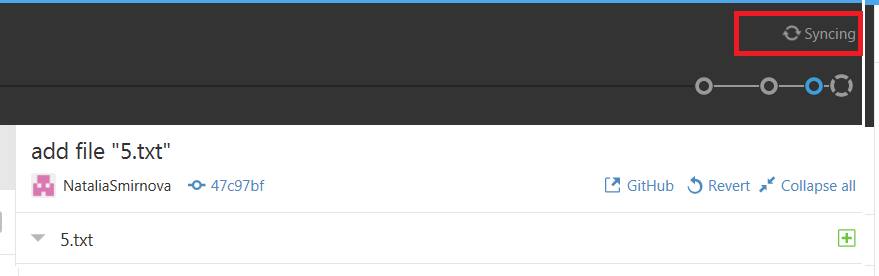 Syncing
add file "5.txt"
NataliaSmirnova 47c97bf GitHub Revert Collapse all
5.txt